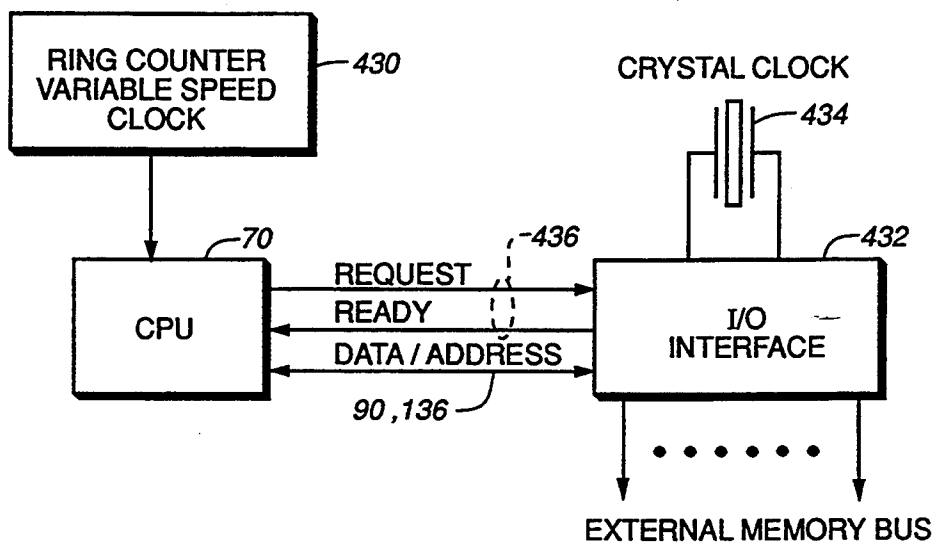 RING COUNTER
VARIABLE SPEED
CLOCK
430
CRYSTAL CLOCK
434
70
CPU
REQUEST
READY
DATA / ADDRESS
436
90 , 136
432
I/O
INTERFACE
EXTERNAL MEMORY BUS